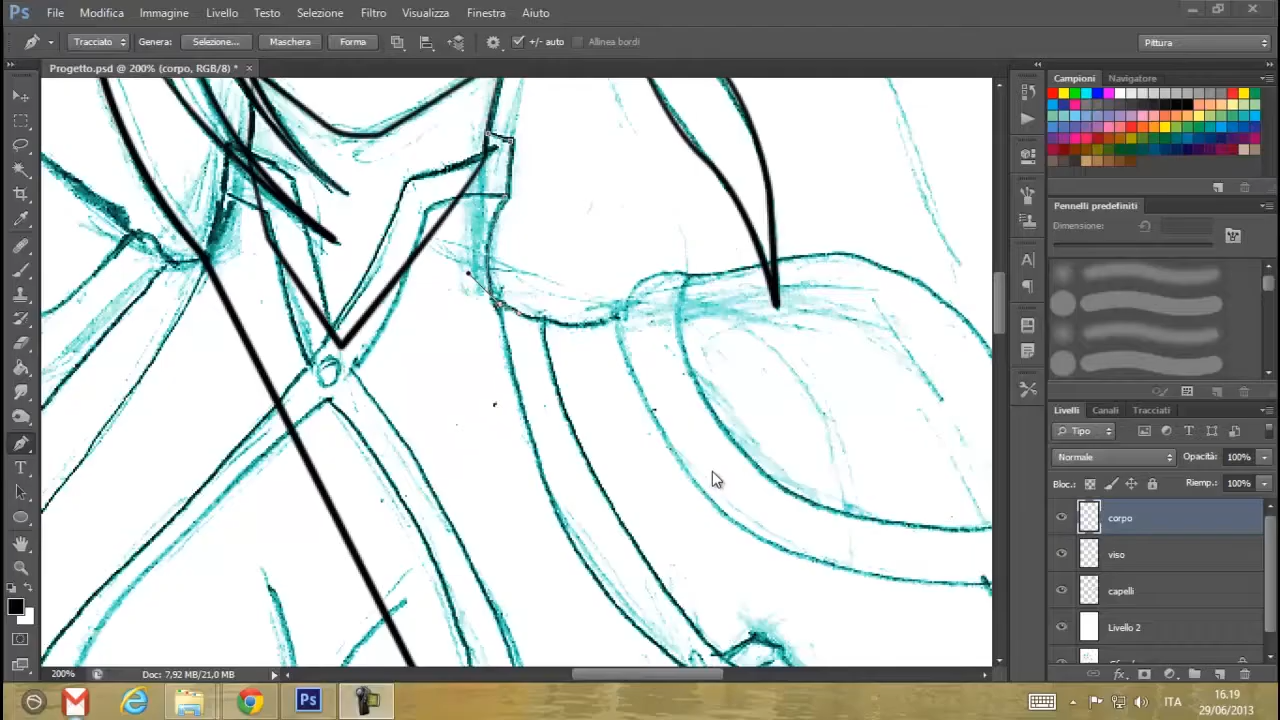 Ps File Modifica Immagine Livello Testo Selezione Filtro Visualizza Finestra Aiuto
Tracciato Genera: Selezione... Maschera Forma +/- auto Allinea bordi Pittura
Progetto.psd @ 200% (corpo, RGB/8) *
Campioni Navigatore
Pennelli predefiniti
Dimensione:
Livelli Canali Tracciati
Tipo
Normale Opacità: 100%
Bloc.: Riemp.: 100%
corpo
viso
capelli
Livello 2
200% Doc: 7,92 MB/21,0 MB
Ps ITA 16.19
29/06/2013